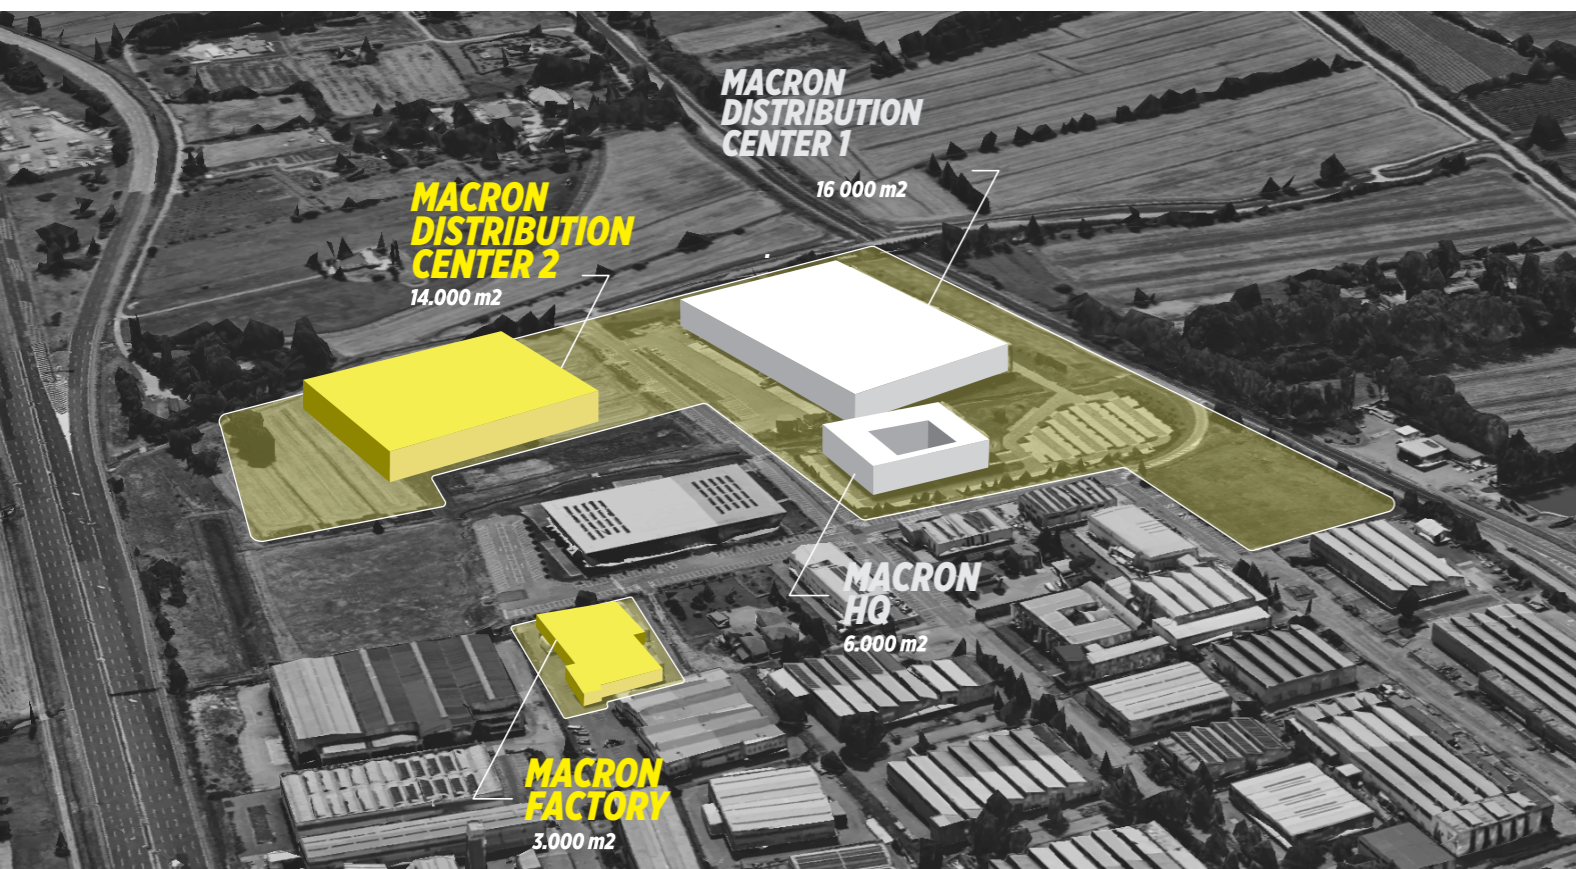 MACRON
DISTRIBUTION
CENTER 1
16 000 m2
MACRON
DISTRIBUTION
CENTER 2
14.000 m2
MACRON
HQ
6.000 m2
MACRON
FACTORY
3.000 m2